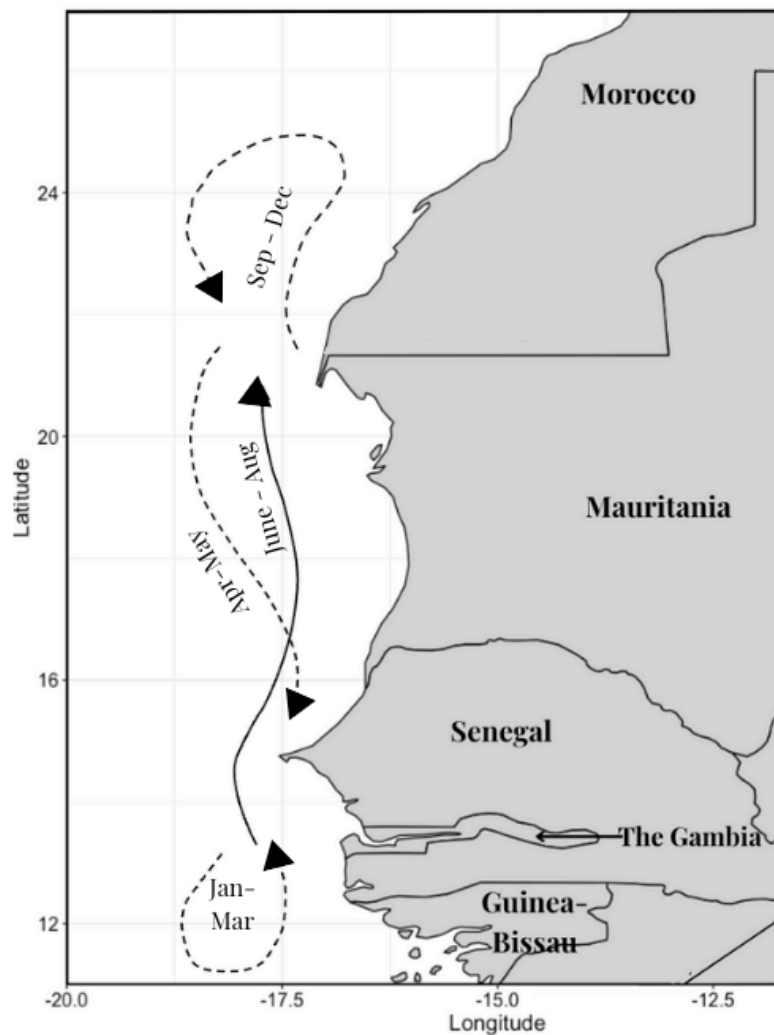 Morocco
24
Sep - Dec
20
June - Aug
Mauritania
Latitude
Apr-May
16
Senegal
The Gambia
Jan-
Mar
Guinea-
Bissau
12
-20.0
-17.5
-15.0
-12.5
Longitude